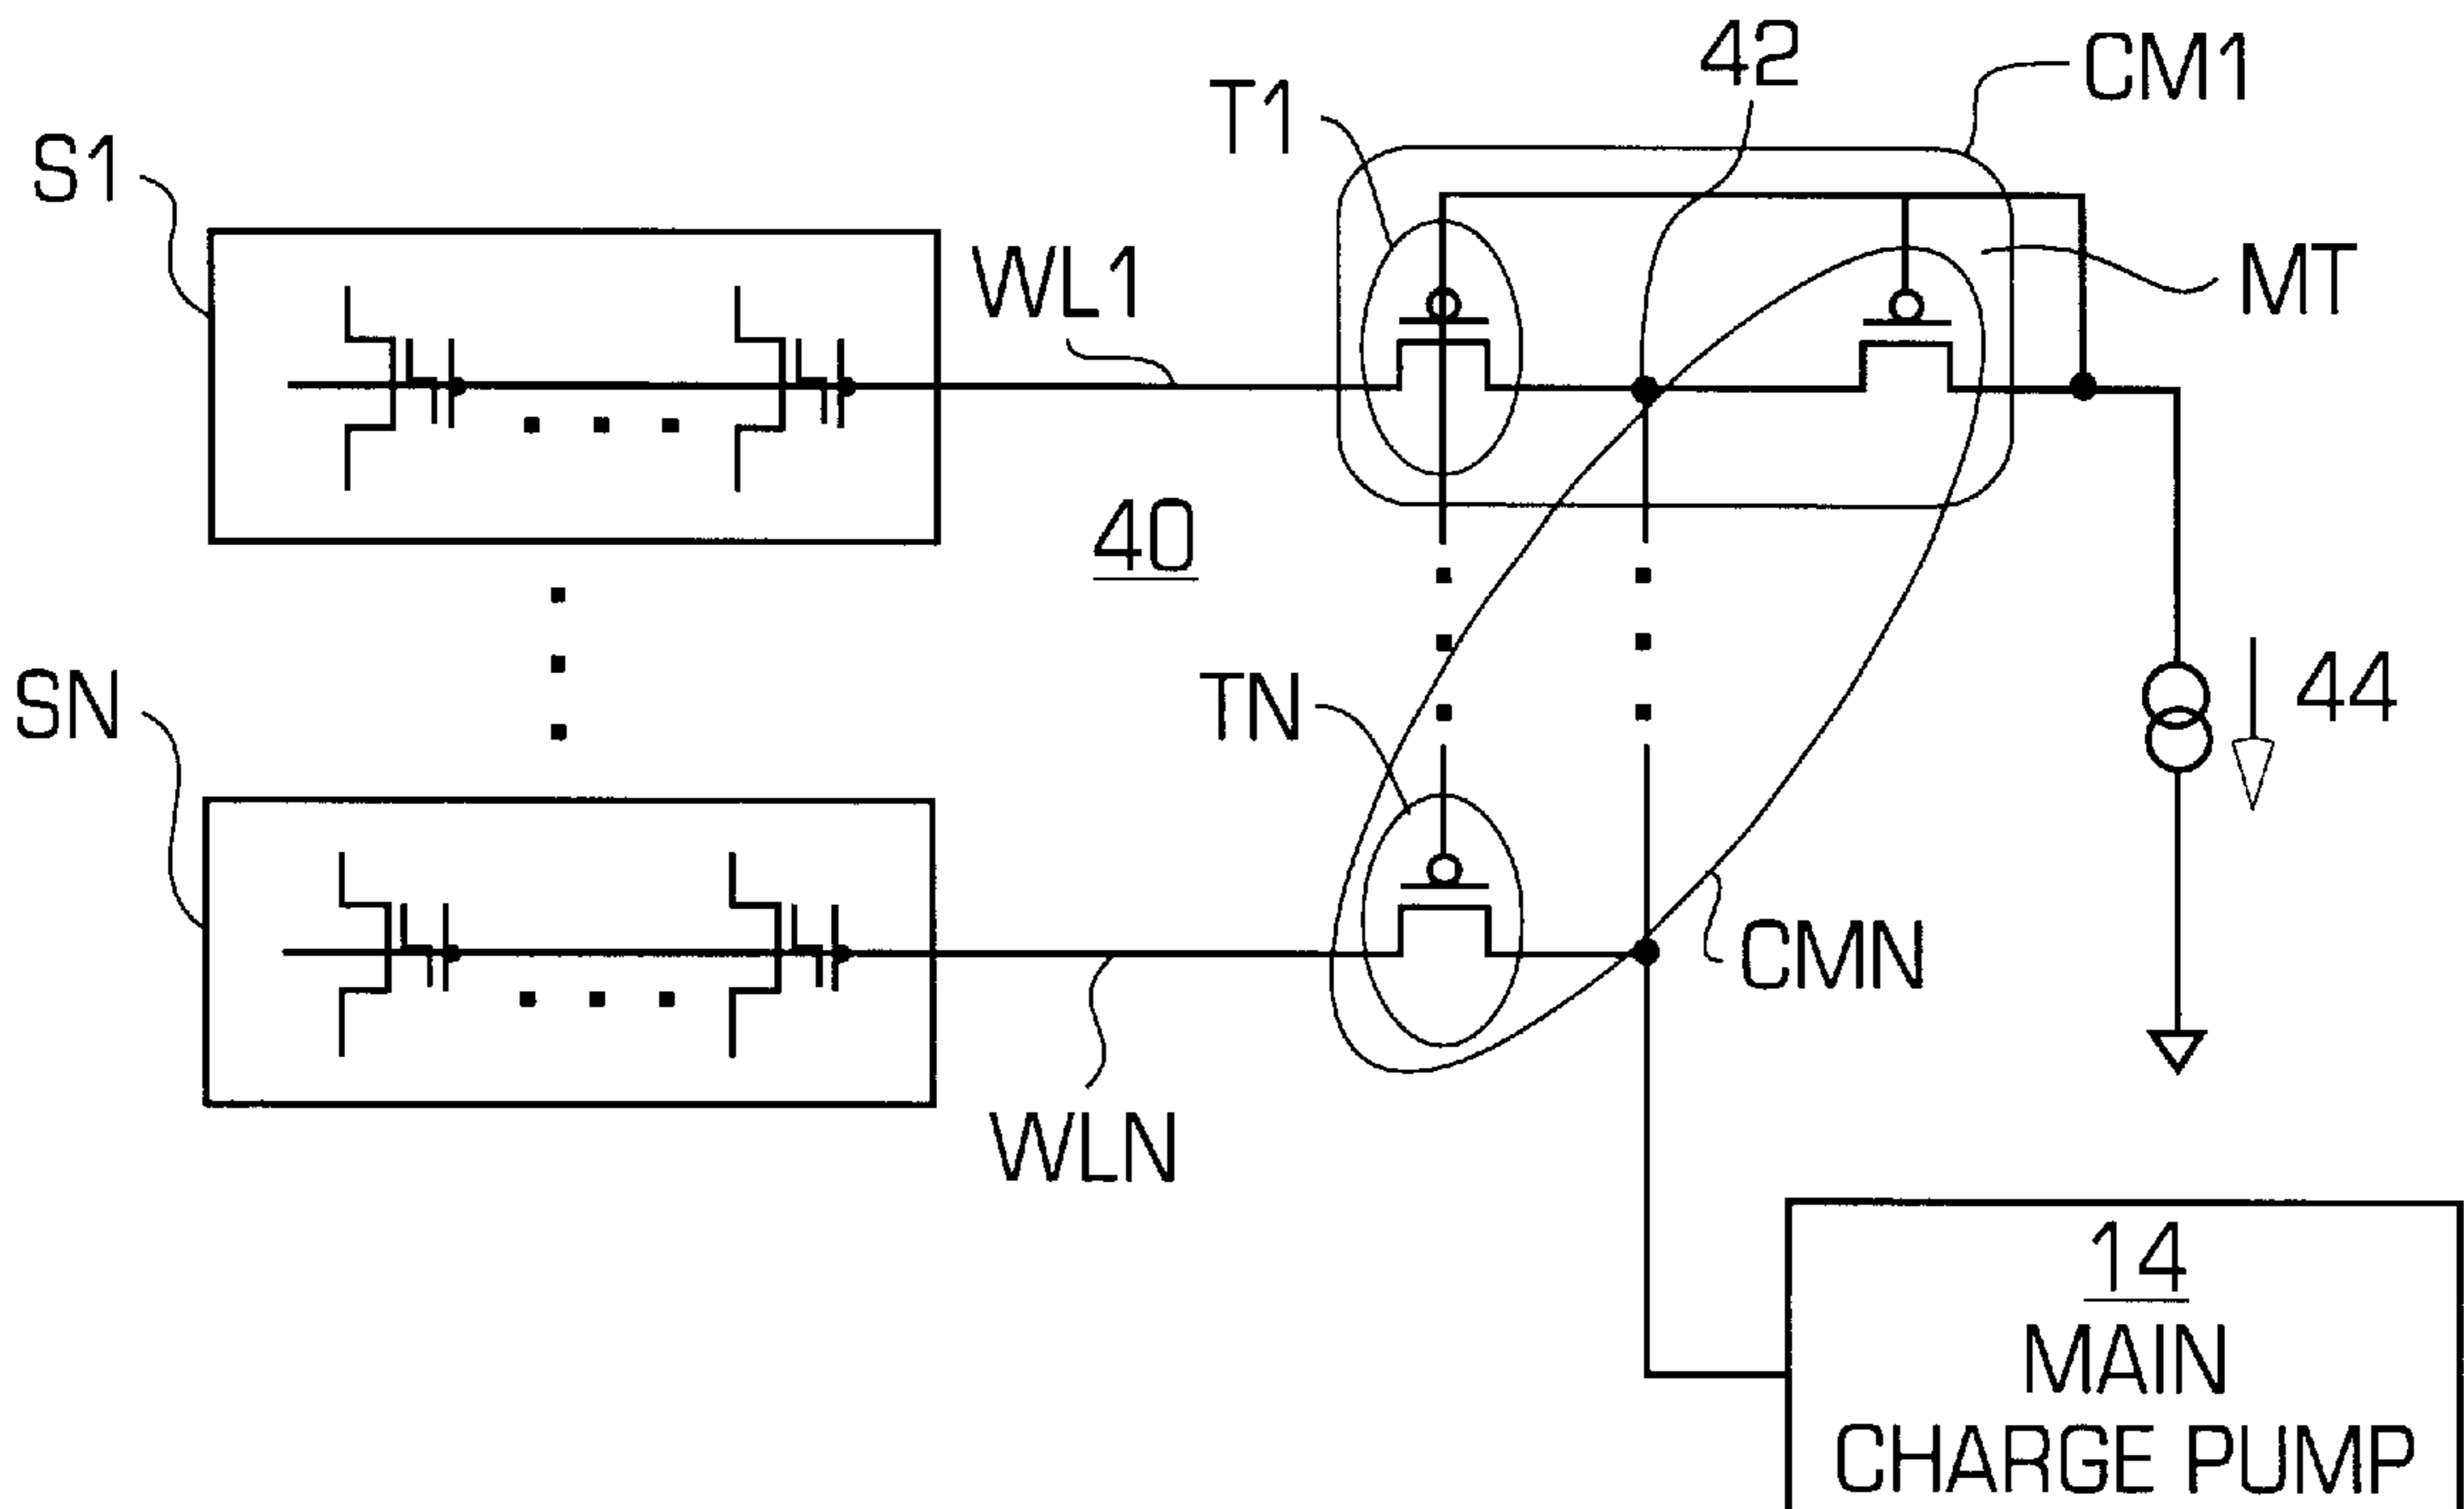 42
CM1
T1
S1
WL1
MT
40
TN
44
SN
CMN
WLN
14
MAIN
CHARGE PUMP